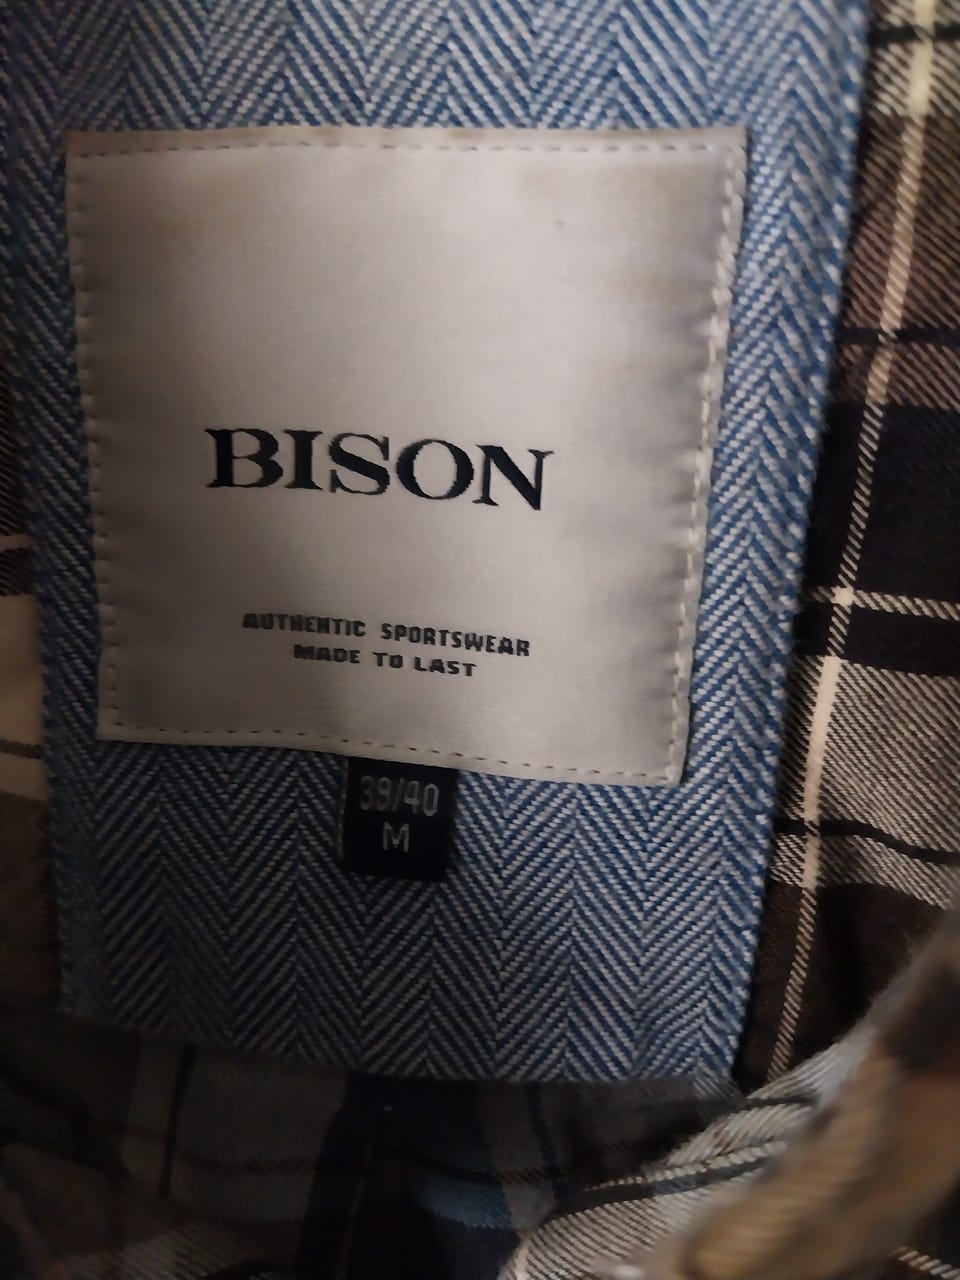 BISON
AUTHENTIC SPORTSWEAR
MADE TO LAST
39/40
M